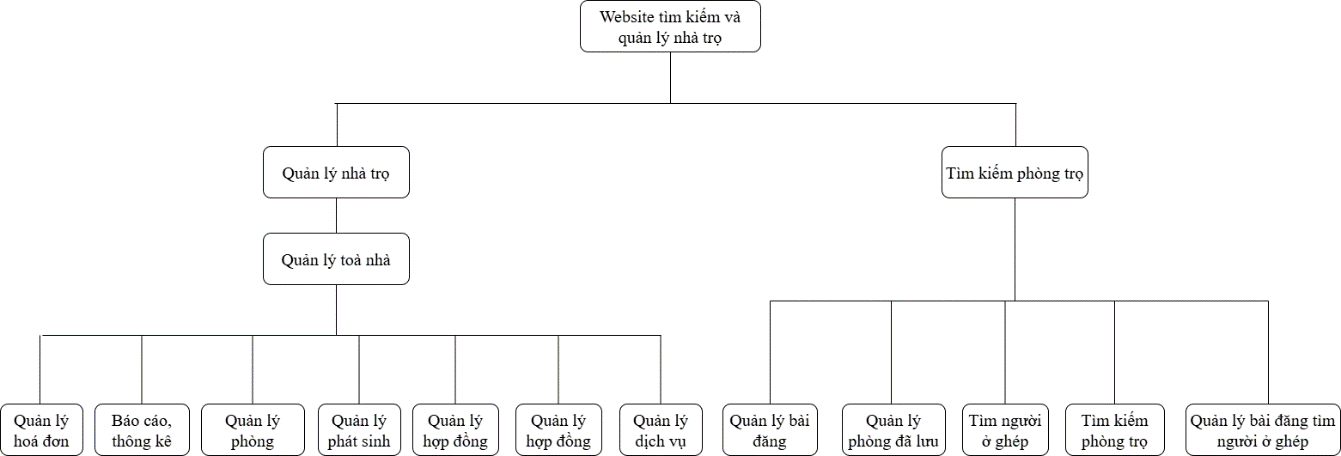 Website tìm kiếm và
quản lý nhà trọ
Quản lý nhà trọ
Tìm kiếm phòng trọ
Quản lý toà nhà
Quản lý
hoá đơn
Báo cáo,
thông kê
Quản lý
phòng
Quản lý
phát sinh
Quản lý
hợp đồng
Quản lý
hợp đồng
Quản lý
dịch vụ
Quản lý bài
đăng
Quản lý
phòng đã lưu
Tìm người
ở ghép
Tìm kiếm
phòng trọ
Quản lý bài đăng tìm
người ở ghép